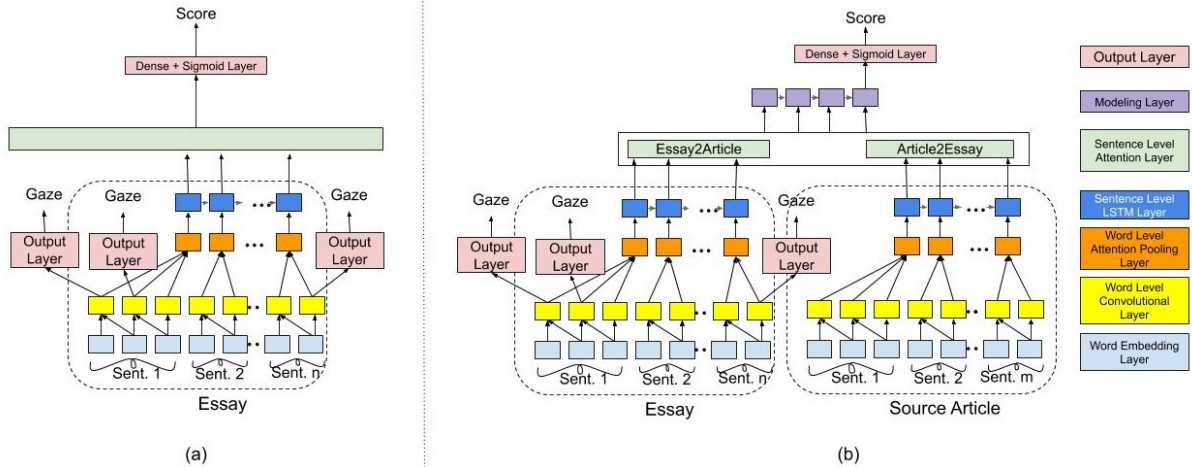 Score
Dense + Sigmoid Layer
Gaze
Gaze
Gaze
Output
Layer
Output
Layer
Output
Layer
...
...
..
..
Sent. 1
Sent. 2
Sent. n
Essay
(a)
Score
Dense + Sigmoid Layer
Essay2Article
Article2Essay
Gaze
Gaze
Gaze
Output
Layer
Output
Layer
Output
Layer
...
...
..
..
Sent. 1
Sent. 2
Sent. n
Essay
...
...
..
..
Sent. 1
Sent. 2
Sent. m
Source Article
(b)
Output Layer
Modeling Layer
Sentence Level
Attention Layer
Sentence Level
LSTM Layer
Word Level
Attention Pooling
Layer
Word Level
Convolutional
Layer
Word Embedding
Layer